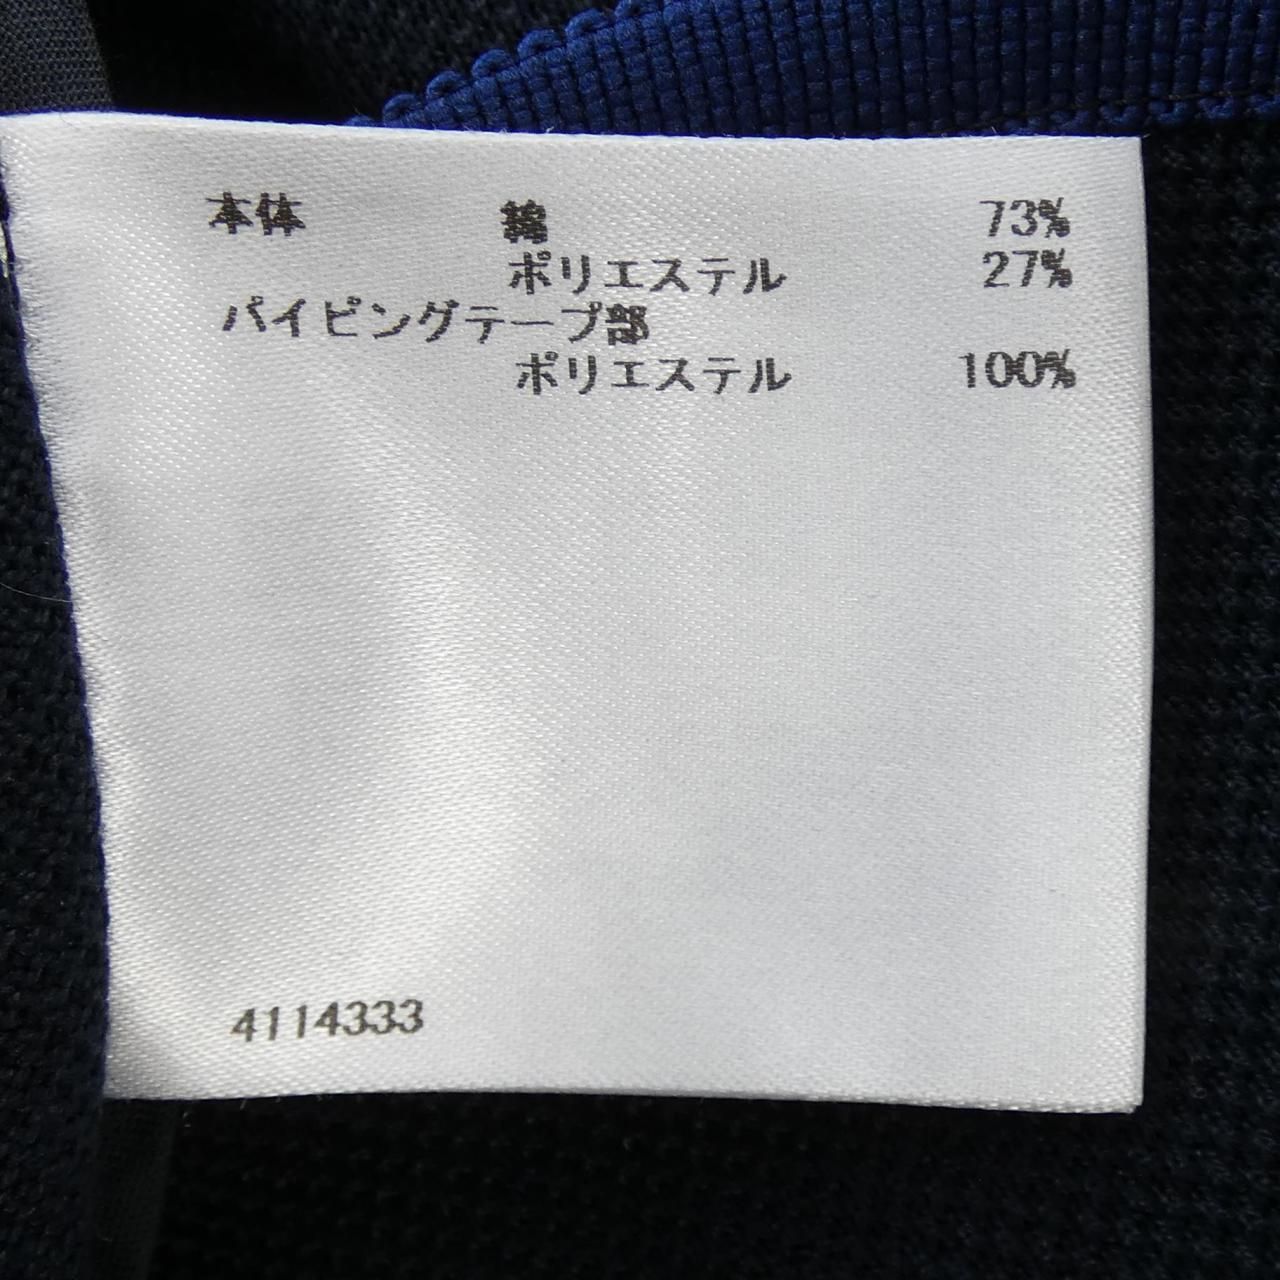 本体 綿 73%
ポリエステル 27%
パイピングテープ部
ポリエステル 100%
4114333